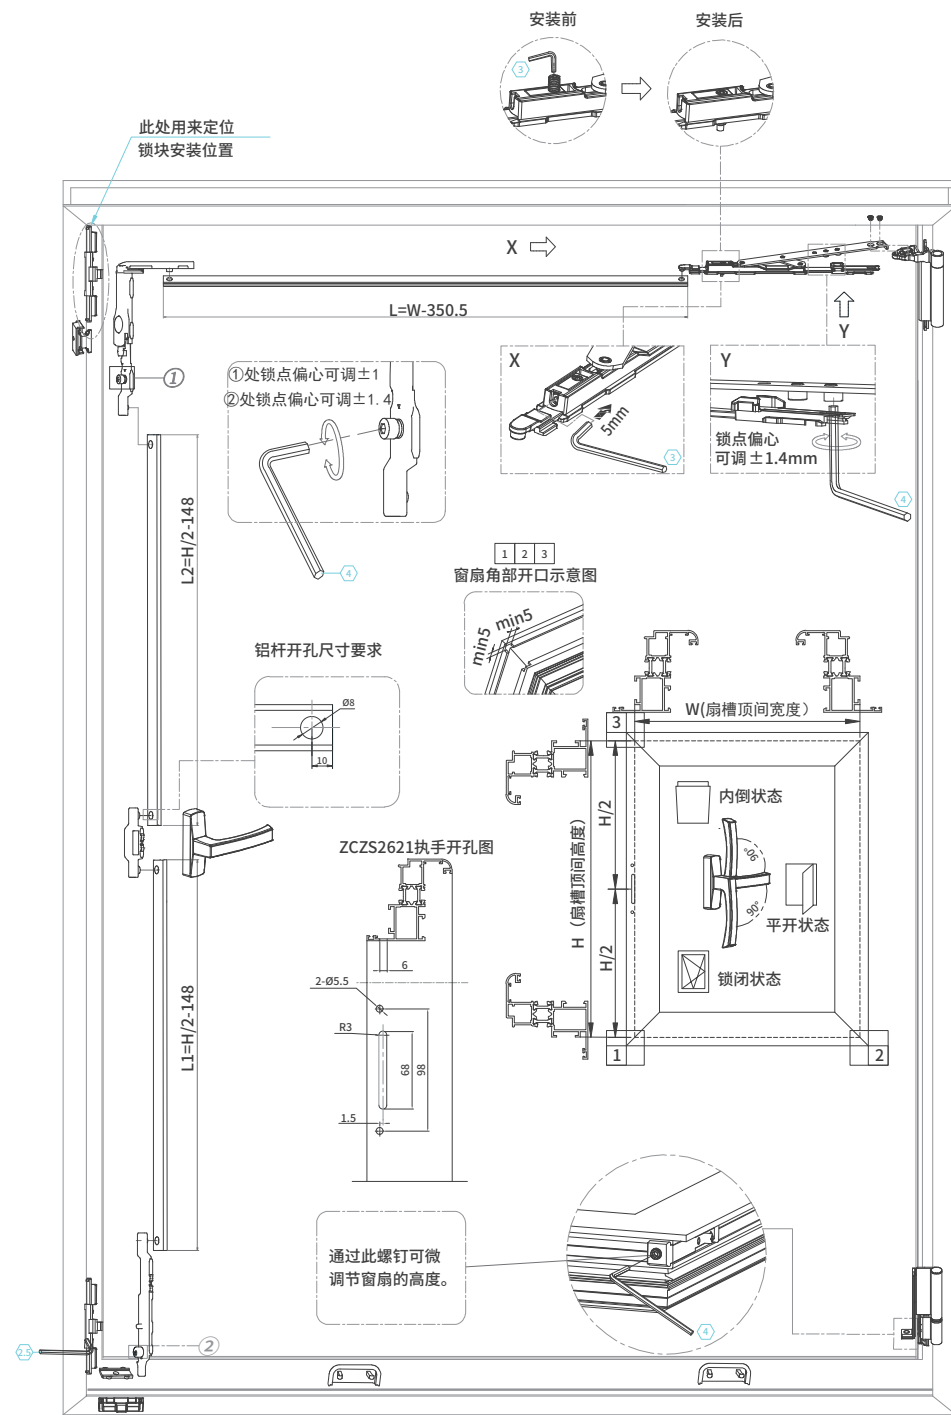 安装前
安装后
3
此处用来定位
锁块安装位置
X
L=W-350.5
Y
①
①处锁点偏心可调±1
②处锁点偏心可调±1.4
4
X
5mm
3
Y
锁点偏心
可调±1.4mm
4
L2=H/2-148
1 2 3
窗扇角部开口示意图
min5
min5
铝杆开孔尺寸要求
Ø8
10
W(扇槽顶间宽度）
3
H/2
H（扇槽顶间高度）
H/2
内倒状态
90°
90°
平开状态
锁闭状态
1
2
ZCZS2621执手开孔图
6
2-Ø5.5
R3
68
98
1.5
L1=H/2-148
通过此螺钉可微
调节窗扇的高度。
4
②
2.5